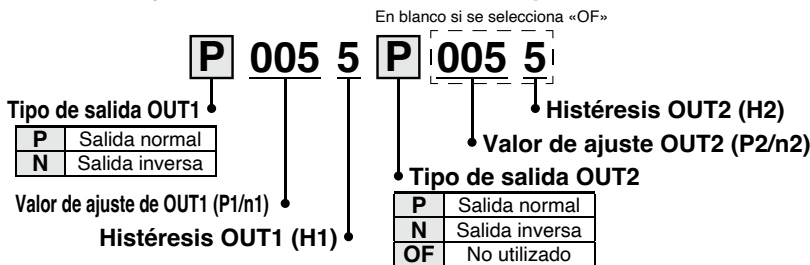 En blanco si se selecciona «OF»
P 005 5 P 005 5
Tipo de salida OUT1
P Salida normal
N Salida inversa
Valor de ajuste de OUT1 (P1/n1)
Histéresis OUT1 (H1)
Histéresis OUT2 (H2)
Valor de ajuste OUT2 (P2/n2)
Tipo de salida OUT2
P Salida normal
N Salida inversa
OF No utilizado